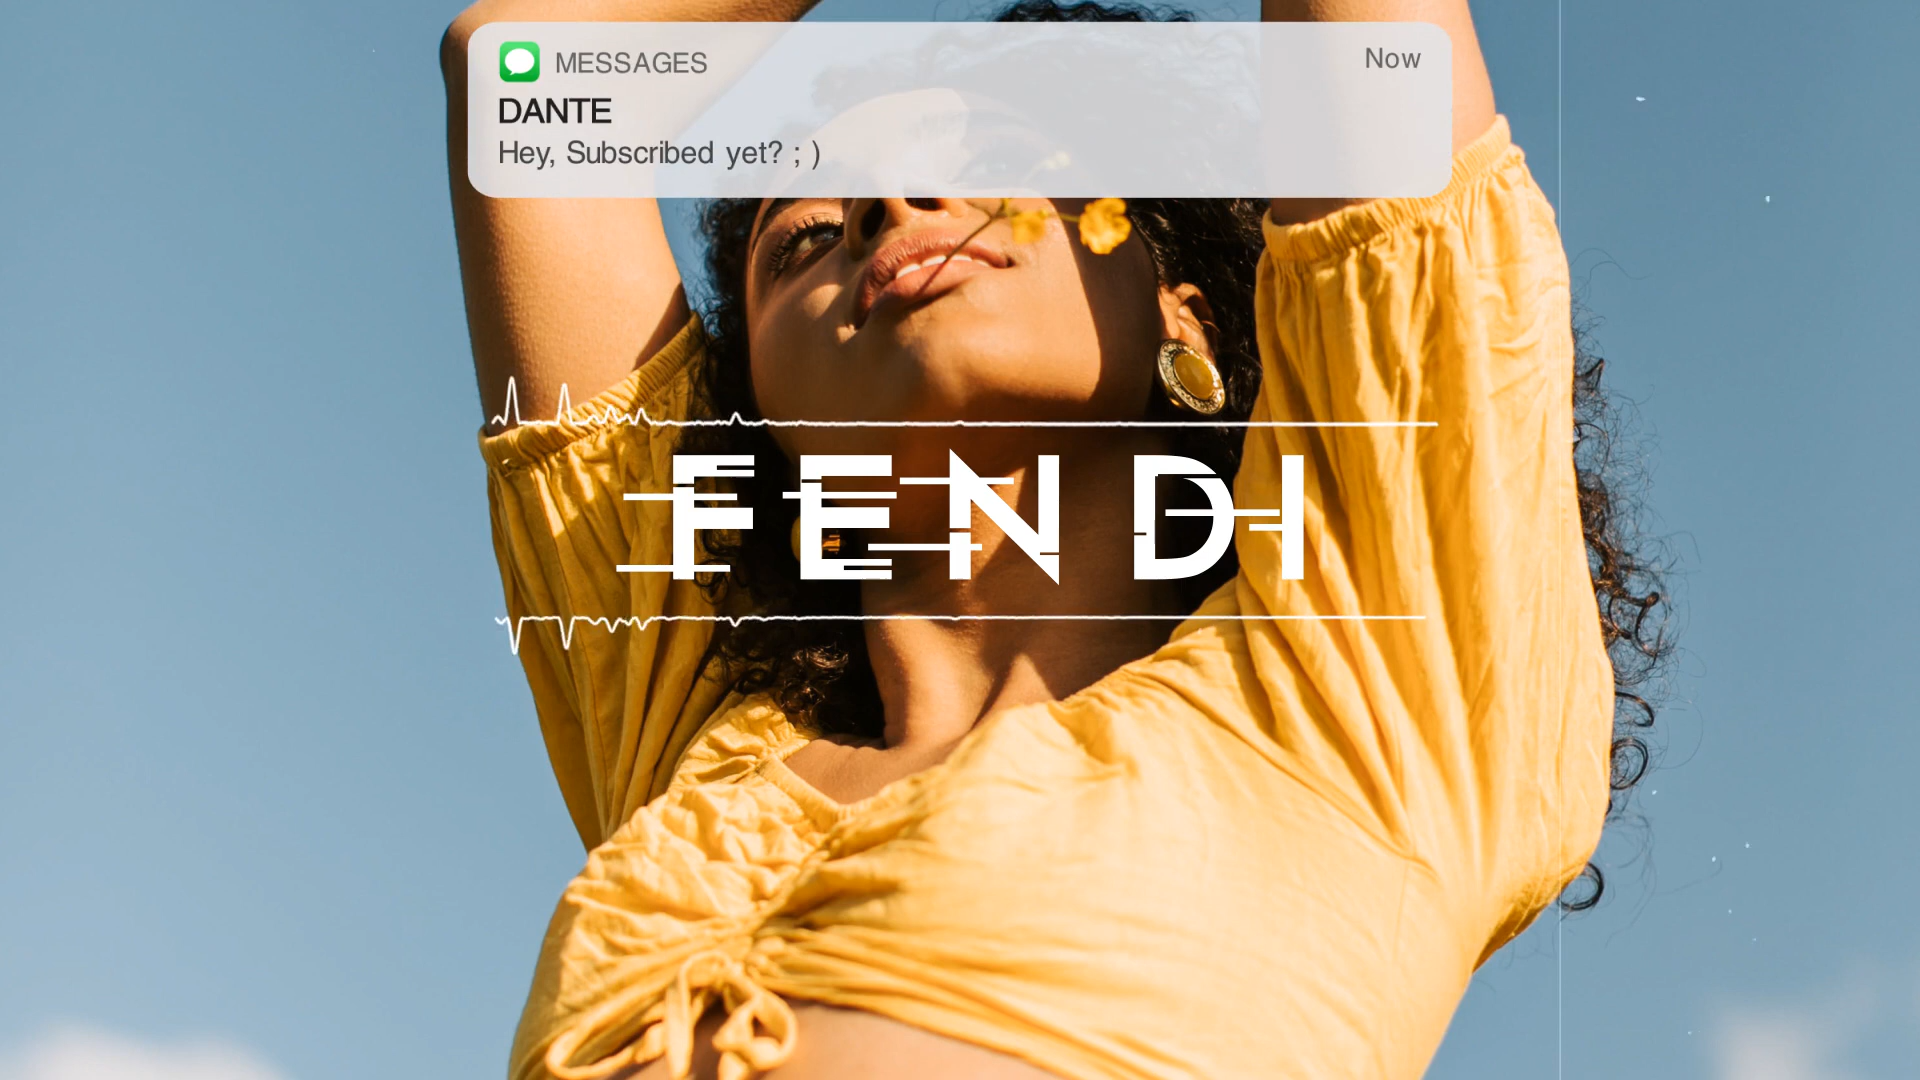 MESSAGES
Now
DANTE
Hey, Subscribed yet? ; )
FENDI